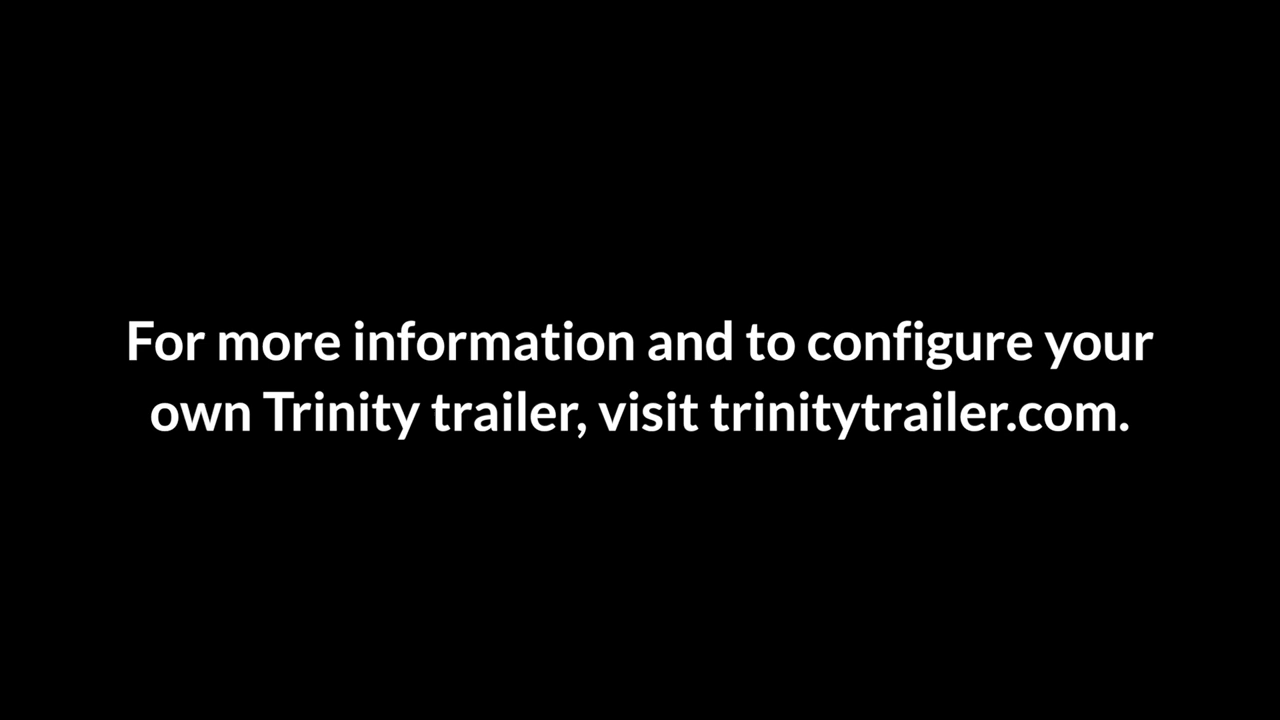 For more information and to configure your
own Trinity trailer, visit trinitytrailer.com.